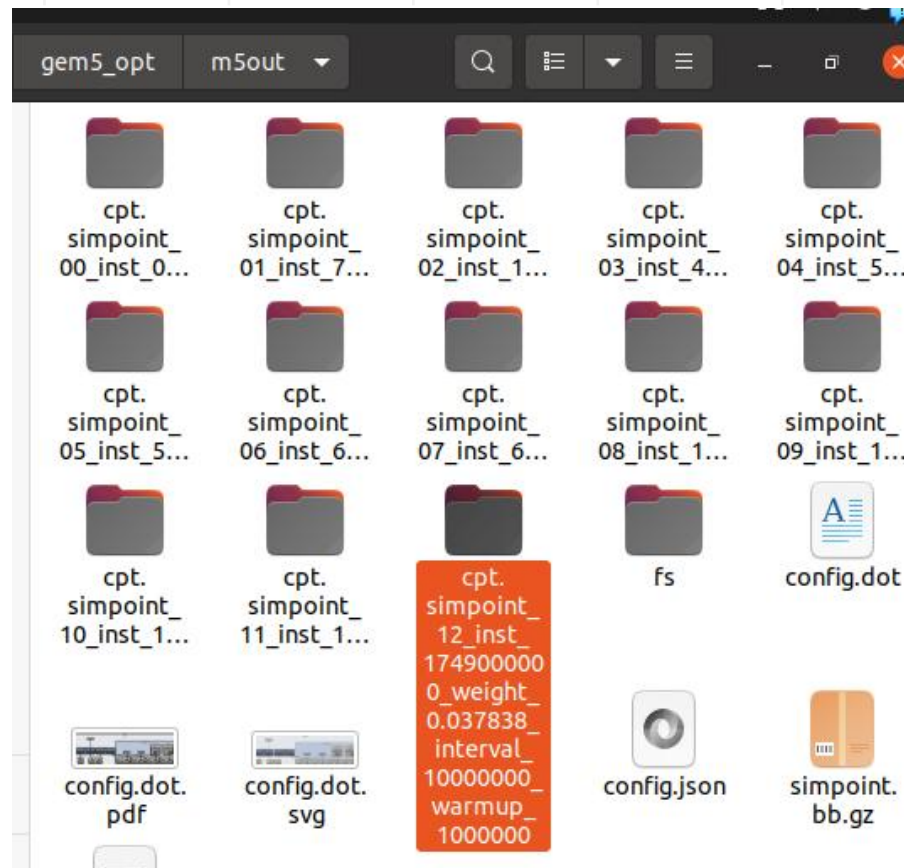 gem5_opt m5out
cpt.
simpoint_
00_inst_0...
cpt.
simpoint_
01_inst_7...
cpt.
simpoint_
02_inst_1...
cpt.
simpoint_
03_inst_4...
cpt.
simpoint_
04_inst_5...
cpt.
simpoint_
05_inst_5...
cpt.
simpoint_
06_inst_6...
cpt.
simpoint_
07_inst_6...
cpt.
simpoint_
08_inst_1...
cpt.
simpoint_
09_inst_1...
cpt.
simpoint_
10_inst_1...
cpt.
simpoint_
11_inst_1...
cpt.
simpoint_
12_inst_
174900000
0_weight_
0.037838_
interval_
10000000_
warmup_
1000000
fs
config.dot
config.dot.
pdf
config.dot.
svg
config.json
simpoint.
bb.gz